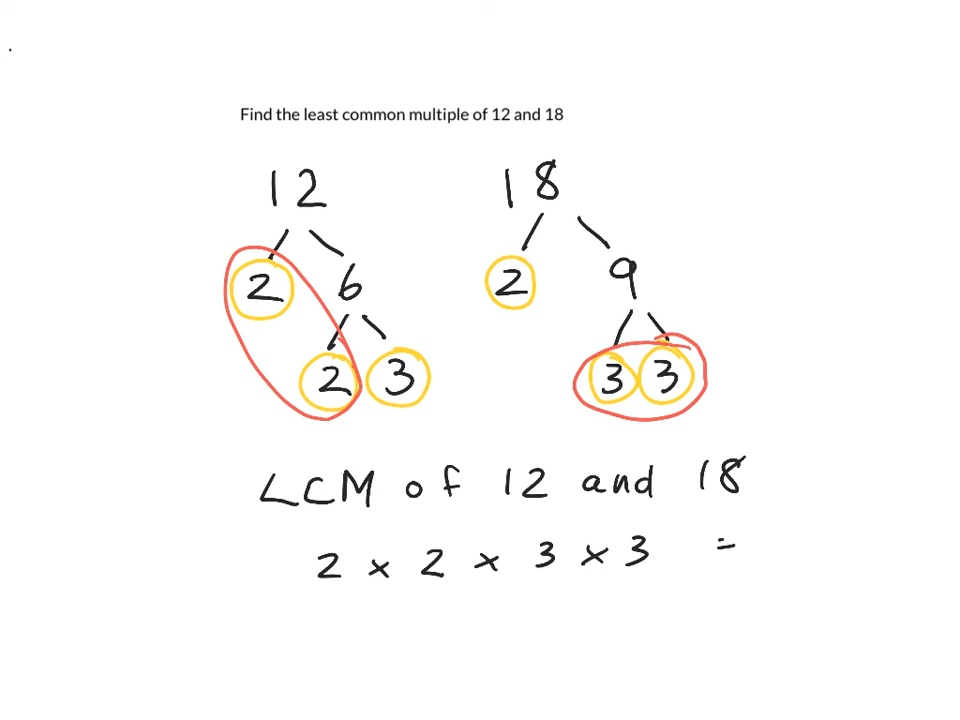 Find the least common multiple of 12 and 18
12 18
2 6 2 9
2 3 3 3
LCM of 12 and 18
2 x 2 x 3 x 3 =